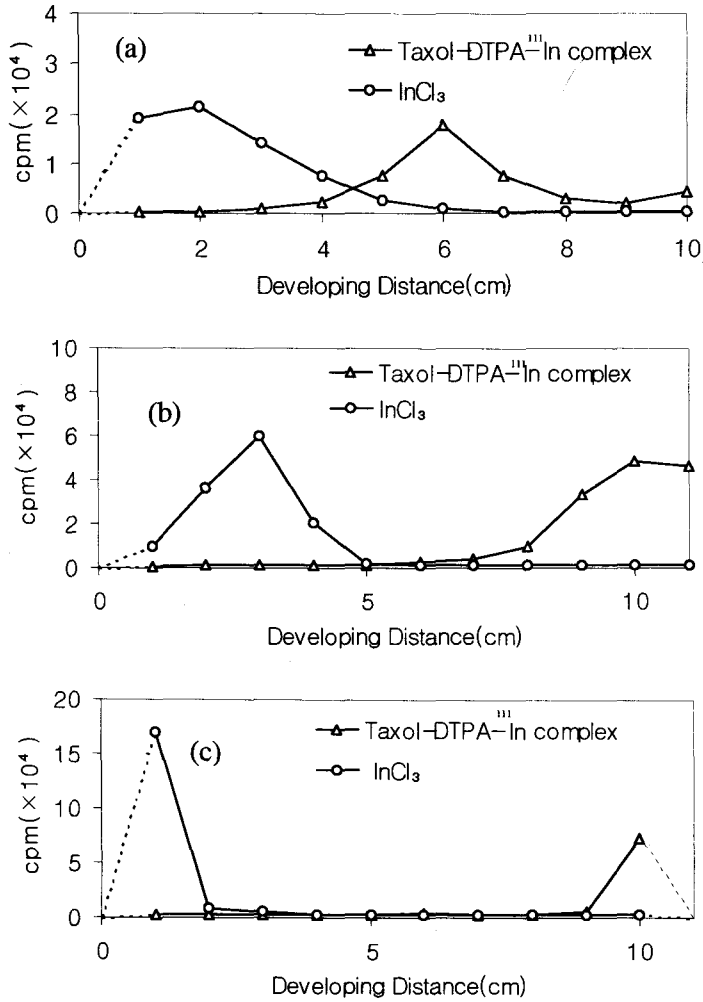 4
(a)
Taxol-DTPA-¹¹¹In complex
3
InCl₃
2
1
0
cpm(×10⁴)
0 2 4 6 8 10
Developing Distance(cm)
10
Taxol-DTPA-¹¹¹In complex
8
(b)
InCl₃
6
4
2
0
cpm(×10⁴)
0 5 10
Developing Distance(cm)
20
Taxol-DTPA-¹¹¹In complex
15
(c)
InCl₃
10
5
0
cpm(×10⁴)
0 5 10
Developing Distance(cm)